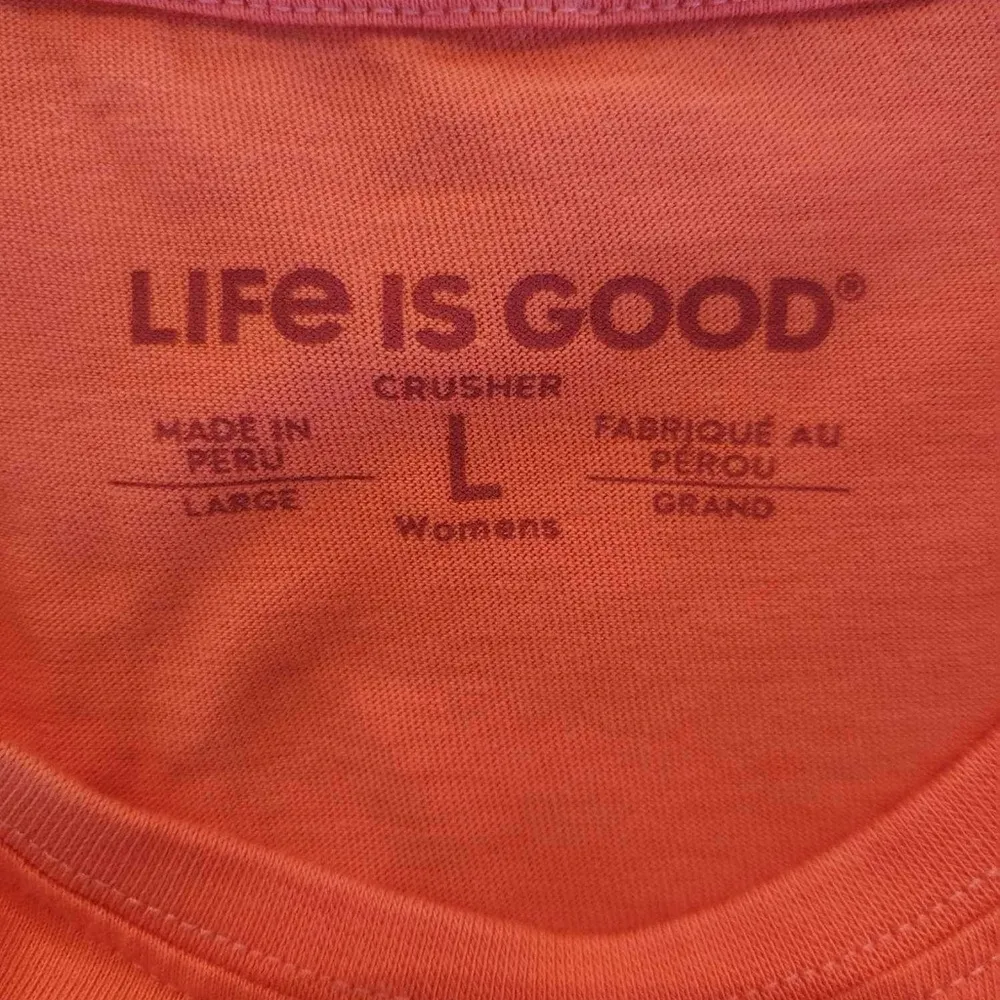 LIFe IS GOOD®
CRUSHER
MADE IN
PERU
LARGE
L
Womens
FABRIQUÉ AU
PÉROU
GRAND